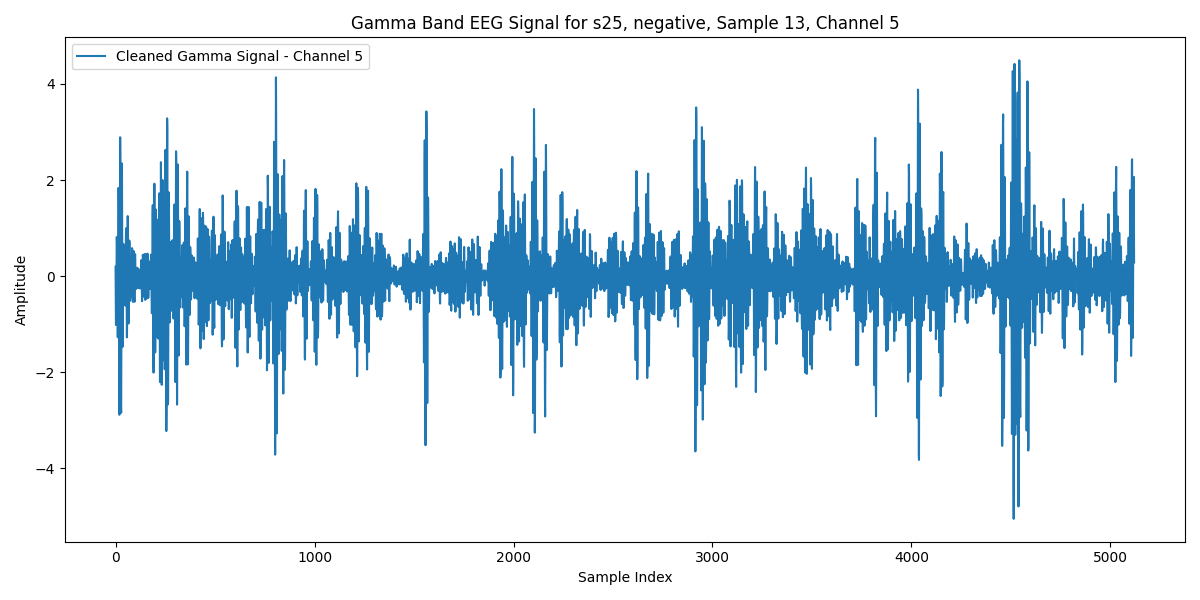 Gamma Band EEG Signal for s25, negative, Sample 13, Channel 5
Cleaned Gamma Signal - Channel 5
4
2
0
−2
−4
Amplitude
0 1000 2000 3000 4000 5000
Sample Index